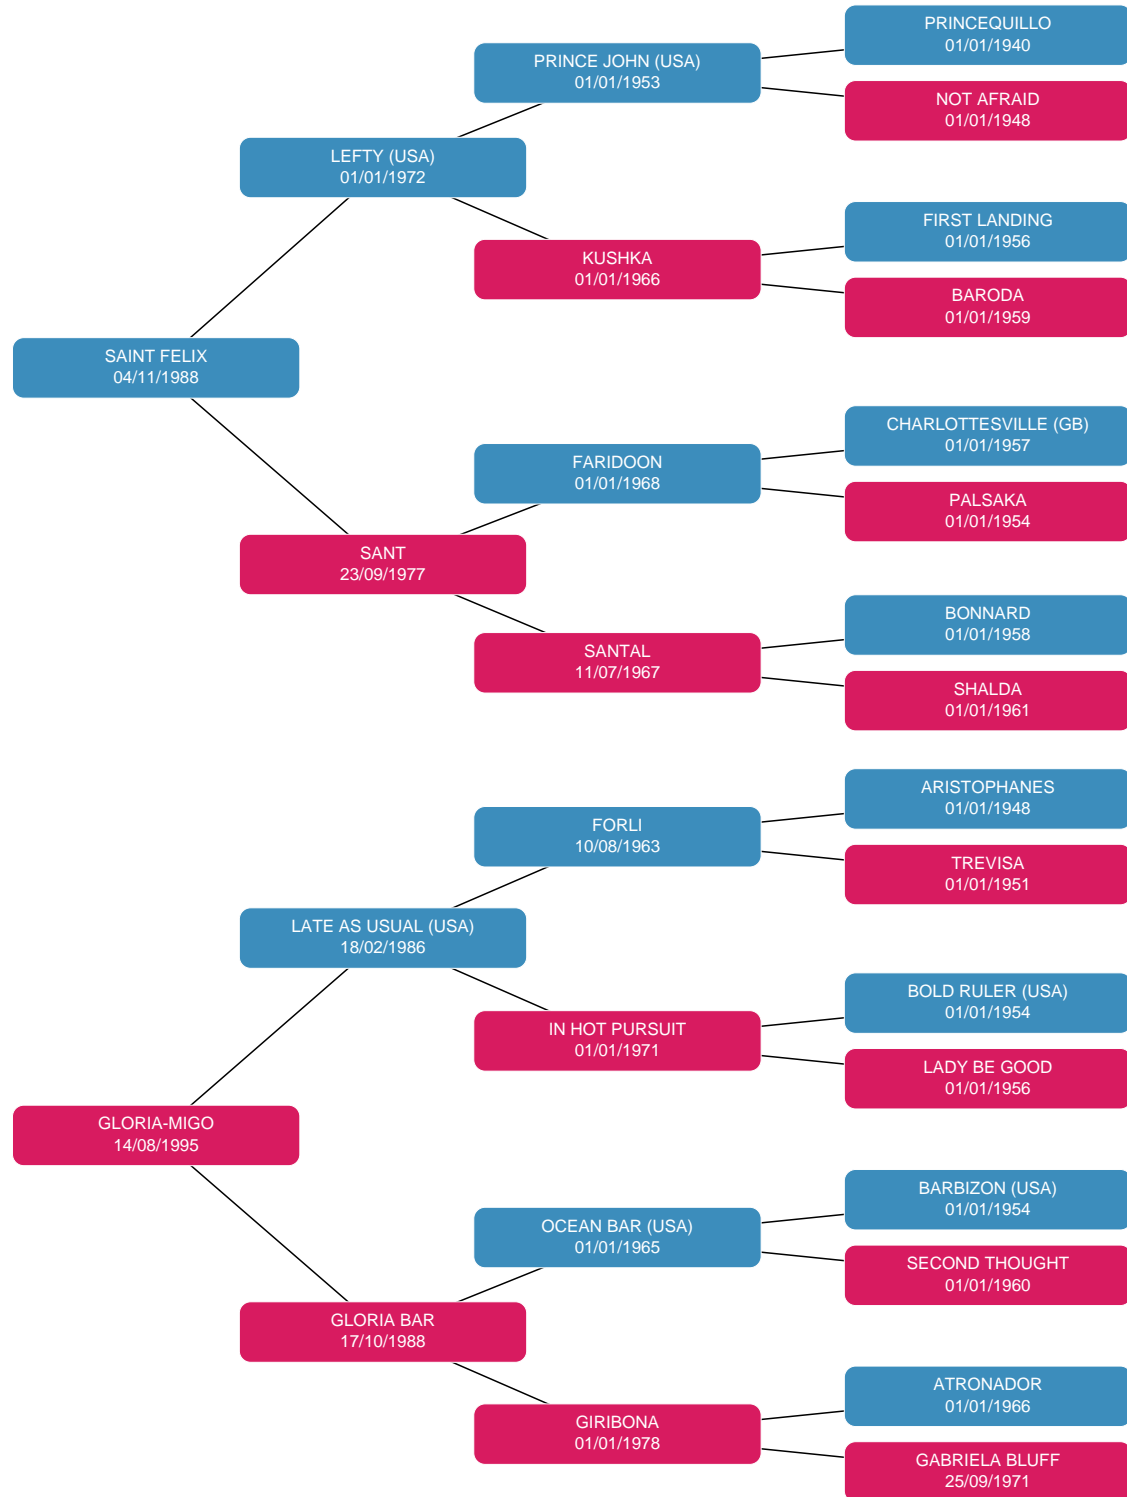 PRINCEQUILLO
01/01/1940
PRINCE JOHN (USA)
01/01/1953
NOT AFRAID
01/01/1948
LEFTY (USA)
01/01/1972
FIRST LANDING
01/01/1956
KUSHKA
01/01/1966
BARODA
01/01/1959
SAINT FELIX
04/11/1988
CHARLOTTESVILLE (GB)
01/01/1957
FARIDOON
01/01/1968
PALSAKA
01/01/1954
SANT
23/09/1977
BONNARD
01/01/1958
SANTAL
11/07/1967
SHALDA
01/01/1961
ARISTOPHANES
01/01/1948
FORLI
10/08/1963
TREVISA
01/01/1951
LATE AS USUAL (USA)
18/02/1986
BOLD RULER (USA)
01/01/1954
IN HOT PURSUIT
01/01/1971
LADY BE GOOD
01/01/1956
GLORIA-MIGO
14/08/1995
BARBIZON (USA)
01/01/1954
OCEAN BAR (USA)
01/01/1965
SECOND THOUGHT
01/01/1960
GLORIA BAR
17/10/1988
ATRONADOR
01/01/1966
GIRIBONA
01/01/1978
GABRIELA BLUFF
25/09/1971